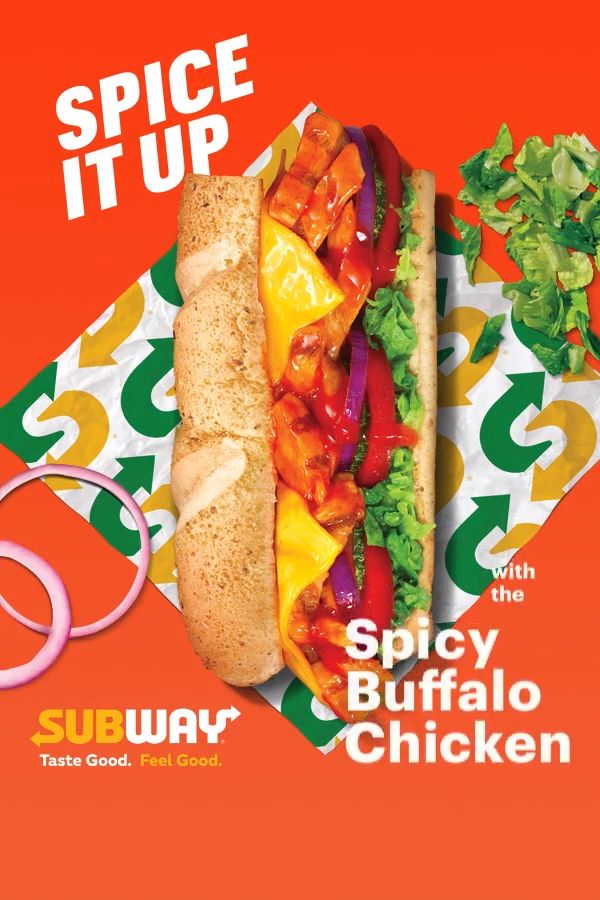 SPICE
IT UP
with
the
Spicy
Buffalo
Chicken
SUBWAY®
Taste Good. Feel Good.